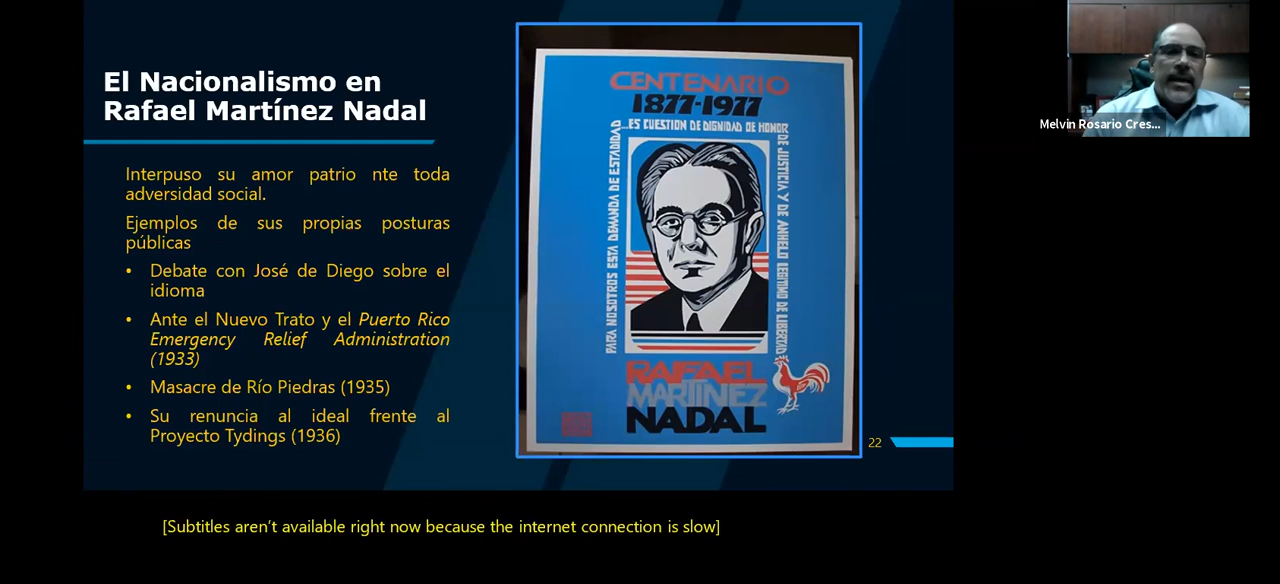 El Nacionalismo en
Rafael Martínez Nadal
Interpuso su amor patrio nte toda
adversidad social.
Ejemplos de sus propias posturas
públicas
• Debate con José de Diego sobre el
idioma
• Ante el Nuevo Trato y el Puerto Rico
Emergency Relief Administration
(1933)
• Masacre de Río Piedras (1935)
• Su renuncia al ideal frente al
Proyecto Tydings (1936)
CENTENARIO
1877-1977
PARA NOSOTROS ESTA DEMANDA DE ESTADIDAD
...ES CUESTION DE DIGNIDAD DE HONOR
DE JUSTICIA Y DE ANHELO LEGITIMO DE LIBERTAD
RAFAEL
MARTINEZ
NADAL
22
Melvin Rosario Cres...
[Subtitles aren't available right now because the internet connection is slow]